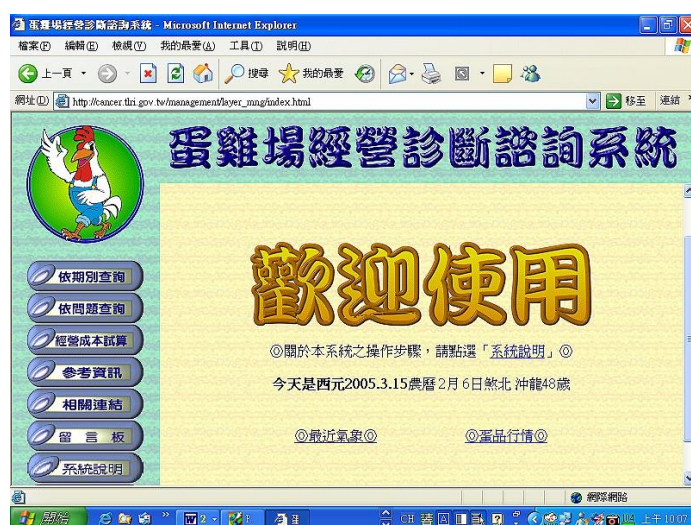 蛋雞場經營診斷諮詢系統 - Microsoft Internet Explorer
檔案(F) 編輯(E) 檢視(V) 我的最愛(A) 工具(T) 說明(H)
上一頁 搜尋 我的最愛
網址(D) http://cancer.tlri.gov.tw/management/layer_mng/index.html 移至 連結
蛋雞場經營診斷諮詢系統
依期別查詢
依問題查詢
經營成本試算
參考資訊
相關連結
留言板
系統說明
歡迎使用
◎關於本系統之操作步驟，請點選「系統說明」◎
今天是西元2005.3.15農曆2月6日煞北 沖龍48歲
◎最近氣象◎ ◎蛋品行情◎
網際網路
開始 CH 上午 10:07